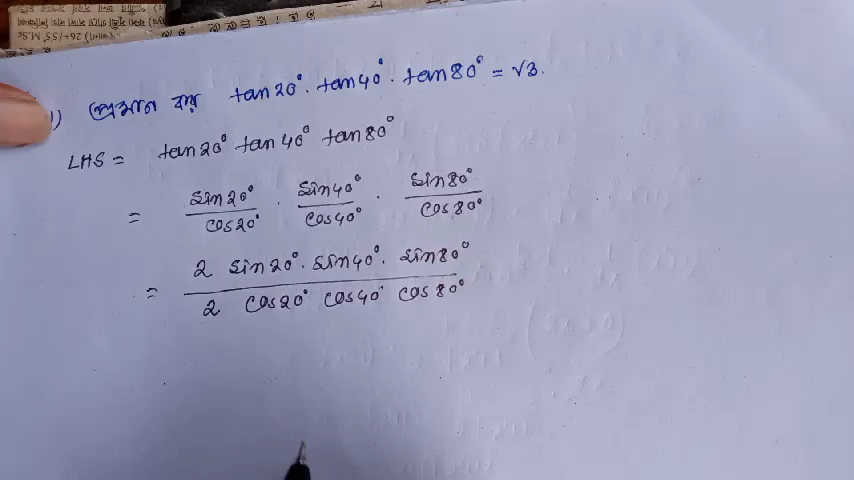 1) প্রমাণ কর tan20°. tan40°. tan80° = √3.
LHS = tan20° tan40° tan80°
= sin20°/cos20° . sin40°/cos40° . sin80°/cos80°
= 2 sin20°. sin40°. sin80° / 2 cos20° cos40° cos80°